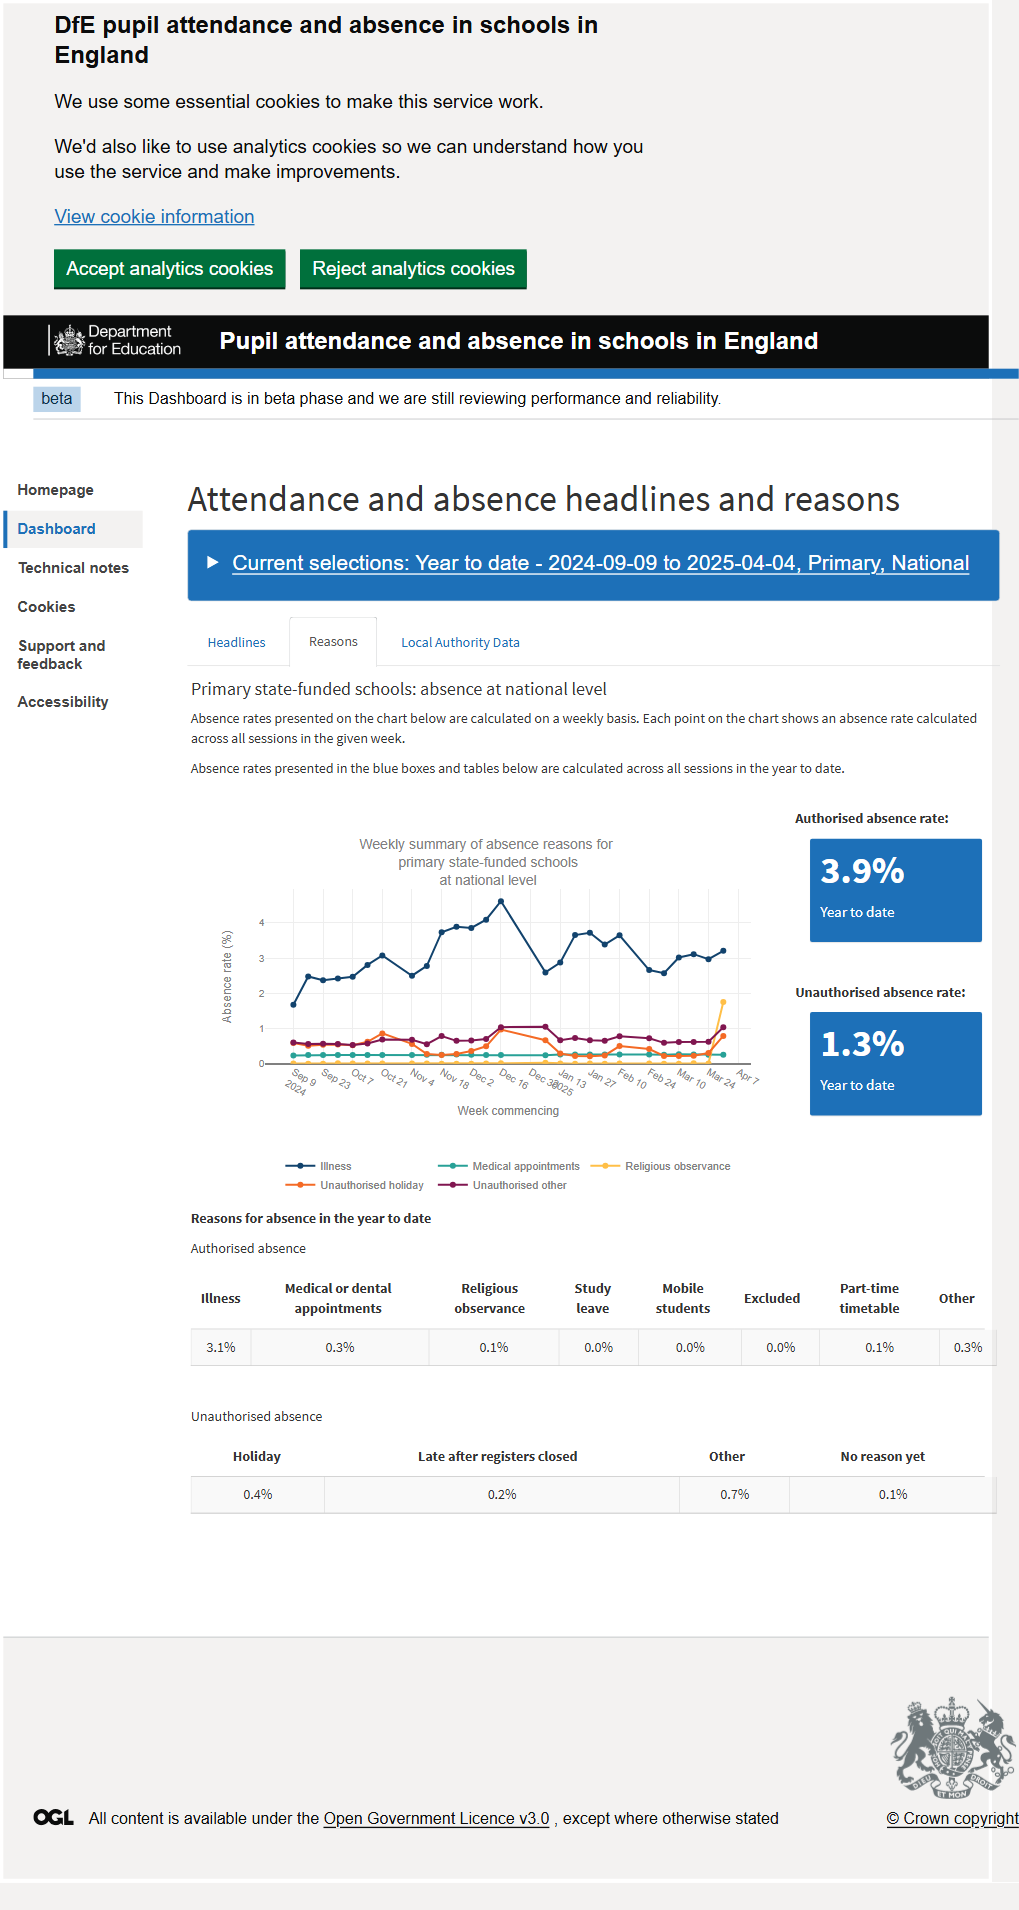 DfE pupil attendance and absence in schools in
England
We use some essential cookies to make this service work.
We'd also like to use analytics cookies so we can understand how you
use the service and make improvements.
View cookie information
Accept analytics cookies Reject analytics cookies
Department
for Education
Pupil attendance and absence in schools in England
beta This Dashboard is in beta phase and we are still reviewing performance and reliability.
Homepage
Dashboard
Technical notes
Cookies
Support and
feedback
Accessibility
Attendance and absence headlines and reasons
Current selections: Year to date - 2024-09-09 to 2025-04-04, Primary, National
Headlines Reasons Local Authority Data
Primary state-funded schools: absence at national level
Absence rates presented on the chart below are calculated on a weekly basis. Each point on the chart shows an absence rate calculated
across all sessions in the given week.
Absence rates presented in the blue boxes and tables below are calculated across all sessions in the year to date.
Weekly summary of absence reasons for
primary state-funded schools
at national level
Absence rate (%)
4
3
2
1
0
Sep 9
2024
Sep 23
Oct 7
Oct 21
Nov 4
Nov 18
Dec 2
Dec 16
Dec 30
2025
Jan 13
Jan 27
Feb 10
Feb 24
Mar 10
Mar 24
Apr 7
Week commencing
Illness Medical appointments Religious observance
Unauthorised holiday Unauthorised other
Authorised absence rate:
3.9%
Year to date
Unauthorised absence rate:
1.3%
Year to date
Reasons for absence in the year to date
Authorised absence
Illness Medical or dental appointments Religious observance Study leave Mobile students Excluded Part-time timetable Other
3.1% 0.3% 0.1% 0.0% 0.0% 0.0% 0.1% 0.3%
Unauthorised absence
Holiday Late after registers closed Other No reason yet
0.4% 0.2% 0.7% 0.1%
OGL All content is available under the Open Government Licence v3.0 , except where otherwise stated
© Crown copyright